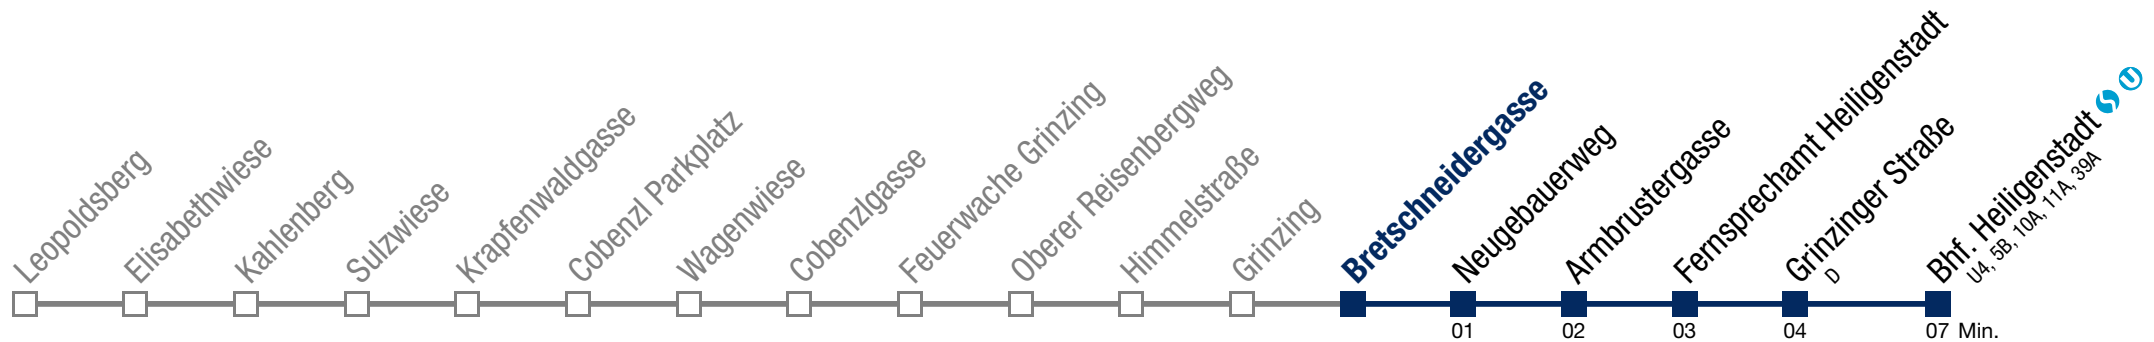 Leopoldsberg
Elisabethwiese
Kahlenberg
Sulzwiese
Krapfenwaldgasse
Cobenzl Parkplatz
Wagenwiese
Cobenzlgasse
Feuerwache Grinzing
Oberer Reisenbergweg
Himmelstraße
Grinzing
Bretschneidergasse
Neugebauerweg
Armbrustergasse
Fernsprechamt Heiligenstadt
Grinzinger Straße
D
Bhf. Heiligenstadt S U
U4, 5B, 10A, 11A, 39A
01 02 03 04 07 Min.